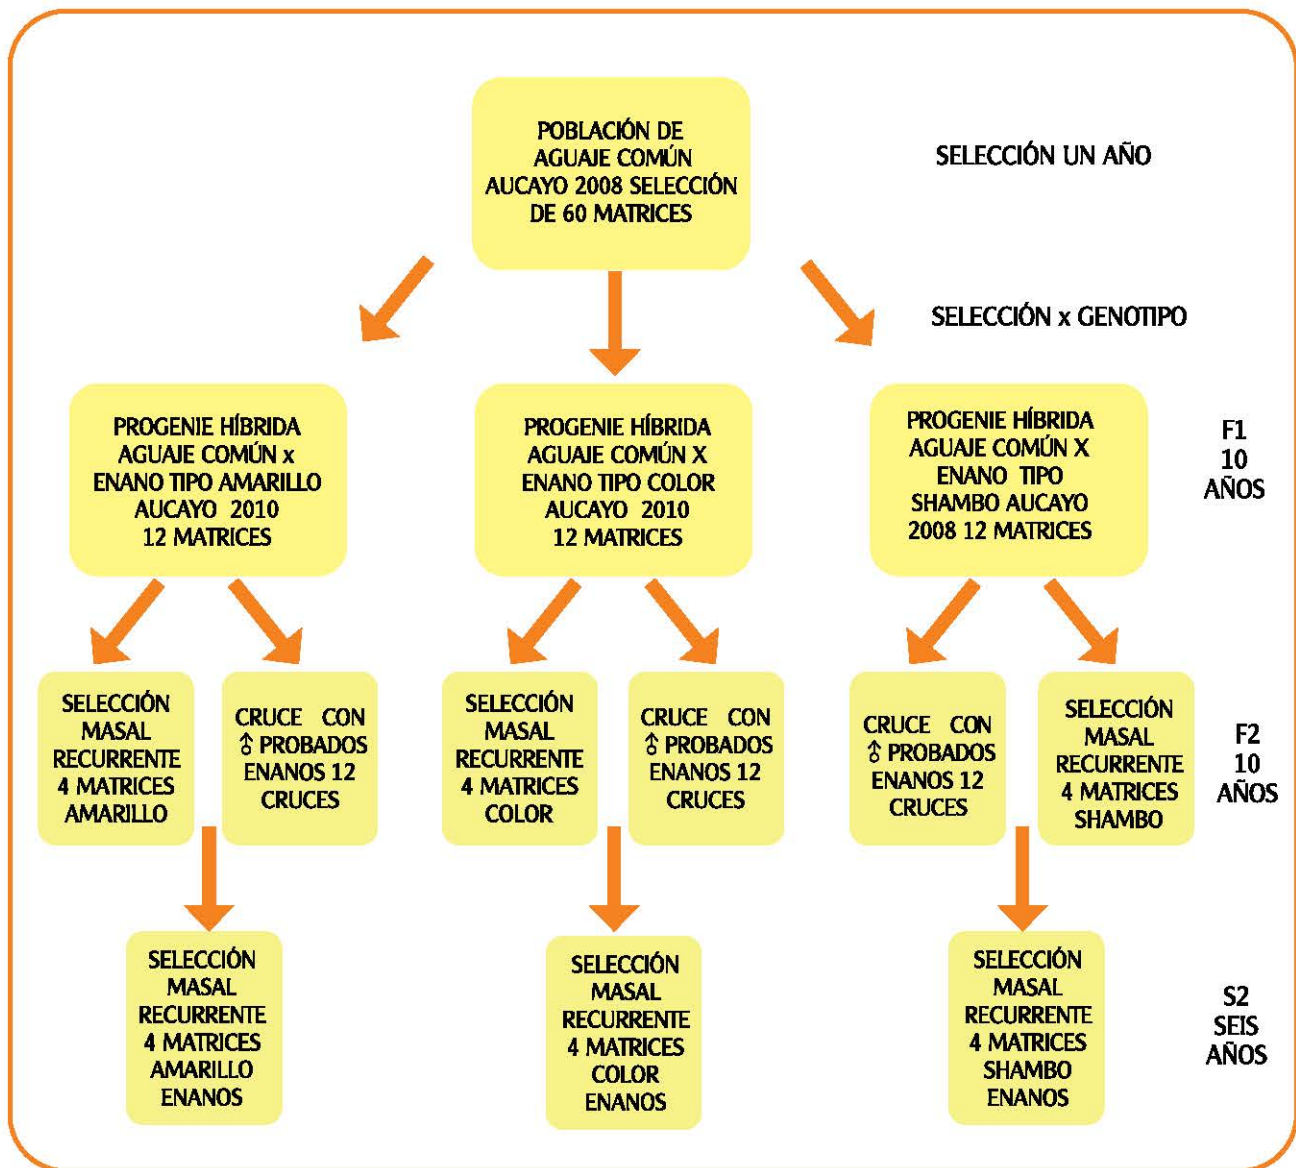 POBLACIÓN DE
AGUAJE COMÚN
AUCAYO 2008 SELECCIÓN
DE 60 MATRICES
SELECCIÓN UN AÑO
SELECCIÓN x GENOTIPO
PROGENIE HÍBRIDA
AGUAJE COMÚN x
ENANO TIPO AMARILLO
AUCAYO 2010
12 MATRICES
PROGENIE HÍBRIDA
AGUAJE COMÚN X
ENANO TIPO COLOR
AUCAYO 2010
12 MATRICES
PROGENIE HÍBRIDA
AGUAJE COMÚN X
ENANO TIPO
SHAMBO AUCAYO
2008 12 MATRICES
F1
10
AÑOS
SELECCIÓN
MASAL
RECURRENTE
4 MATRICES
AMARILLO
CRUCE CON
♂ PROBADOS
ENANOS 12
CRUCES
SELECCIÓN
MASAL
RECURRENTE
4 MATRICES
COLOR
CRUCE CON
♂ PROBADOS
ENANOS 12
CRUCES
CRUCE CON
♂ PROBADOS
ENANOS 12
CRUCES
SELECCIÓN
MASAL
RECURRENTE
4 MATRICES
SHAMBO
F2
10
AÑOS
SELECCIÓN
MASAL
RECURRENTE
4 MATRICES
AMARILLO
ENANOS
SELECCIÓN
MASAL
RECURRENTE
4 MATRICES
COLOR
ENANOS
SELECCIÓN
MASAL
RECURRENTE
4 MATRICES
SHAMBO
ENANOS
S2
SEIS
AÑOS